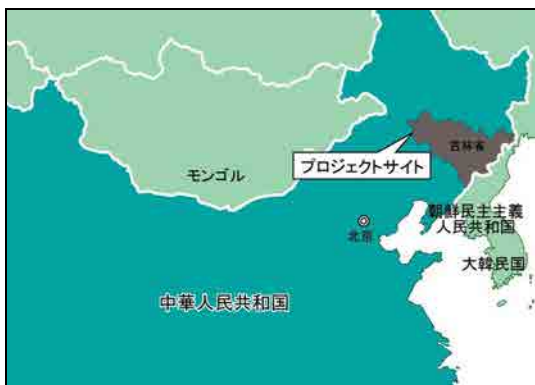 吉林省
プロジェクトサイト
モンゴル
朝鮮民主主義
人民共和国
北京
大韓民国
中華人民共和国